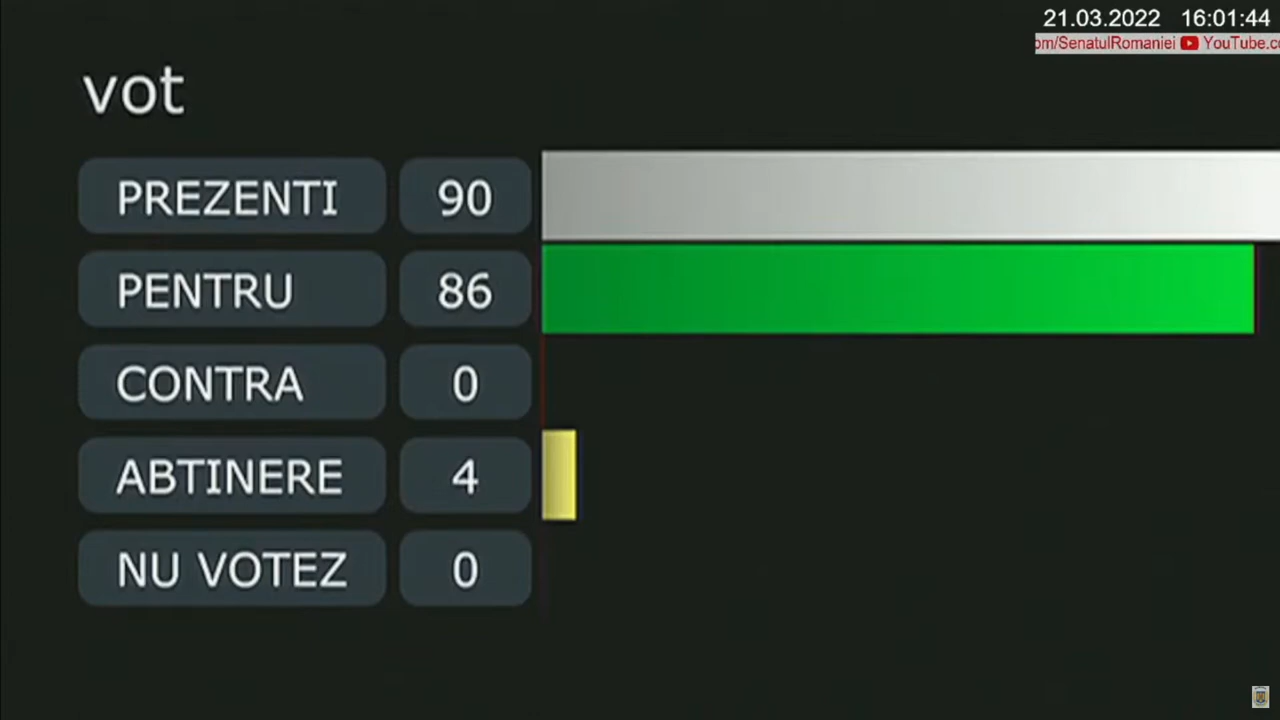 21.03.2022 16:01:44
om/SenatulRomaniei YouTube.c
vot
PREZENTI 90
PENTRU 86
CONTRA 0
ABTINERE 4
NU VOTEZ 0